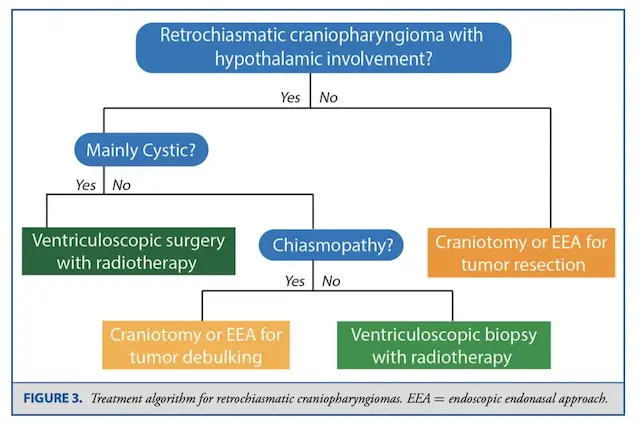 Retrochiasmatic craniopharyngioma with
hypothalamic involvement?
Yes No
Mainly Cystic?
Yes No
Ventriculoscopic surgery
with radiotherapy
Chiasmopathy?
Craniotomy or EEA for
tumor resection
Yes No
Craniotomy or EEA for
tumor debulking
Ventriculoscopic biopsy
with radiotherapy
FIGURE 3. Treatment algorithm for retrochiasmatic craniopharyngiomas. EEA = endoscopic endonasal approach.